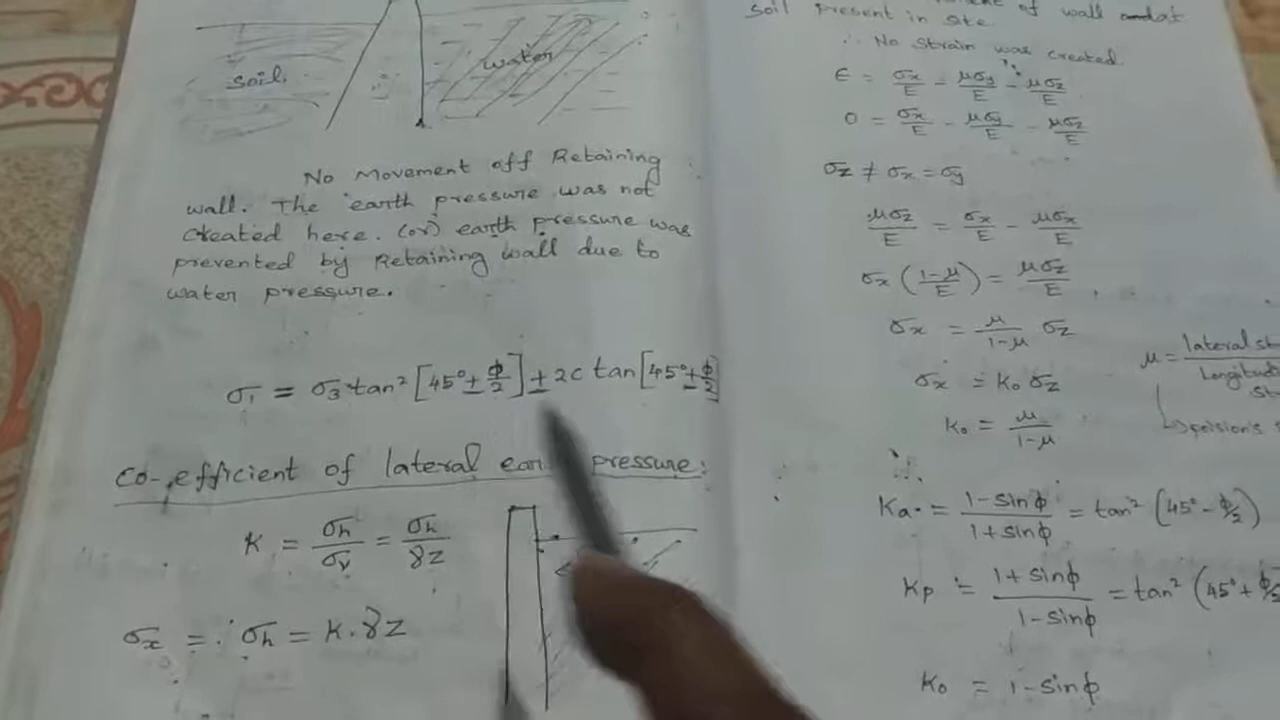 soil.
water
No Movement off Retaining
wall. The earth pressure was not
created here. (or) earth pressure was
prevented by Retaining wall due to
water pressure.
σ₁ = σ₃ tan² [45° ± ϕ/2] ± 2c tan [45° ± ϕ/2]
Co-efficient of lateral pressure:
K = σh/σv = σh/γz
σx = σh = K.γz
of wall
soil present in
∴ No strain was created
ϵ = σx/E - μσy/E - μσz/E
0 = σx/E - μσy/E - μσz/E
σz ≠ σx = σy
μσz/E = σx/E - μσx/E
σx (1-μ/E) = μσz/E
σx = μ/1-μ σz
μ = lateral st
Longitud
St
σx = K₀ σz
K₀ = μ/1-μ
Ka = 1-sinϕ/1+sinϕ = tan² (45° - ϕ/2)
Kp = 1+sinϕ/1-sinϕ = tan² (45° + ϕ/2
K₀ = 1-sinϕ